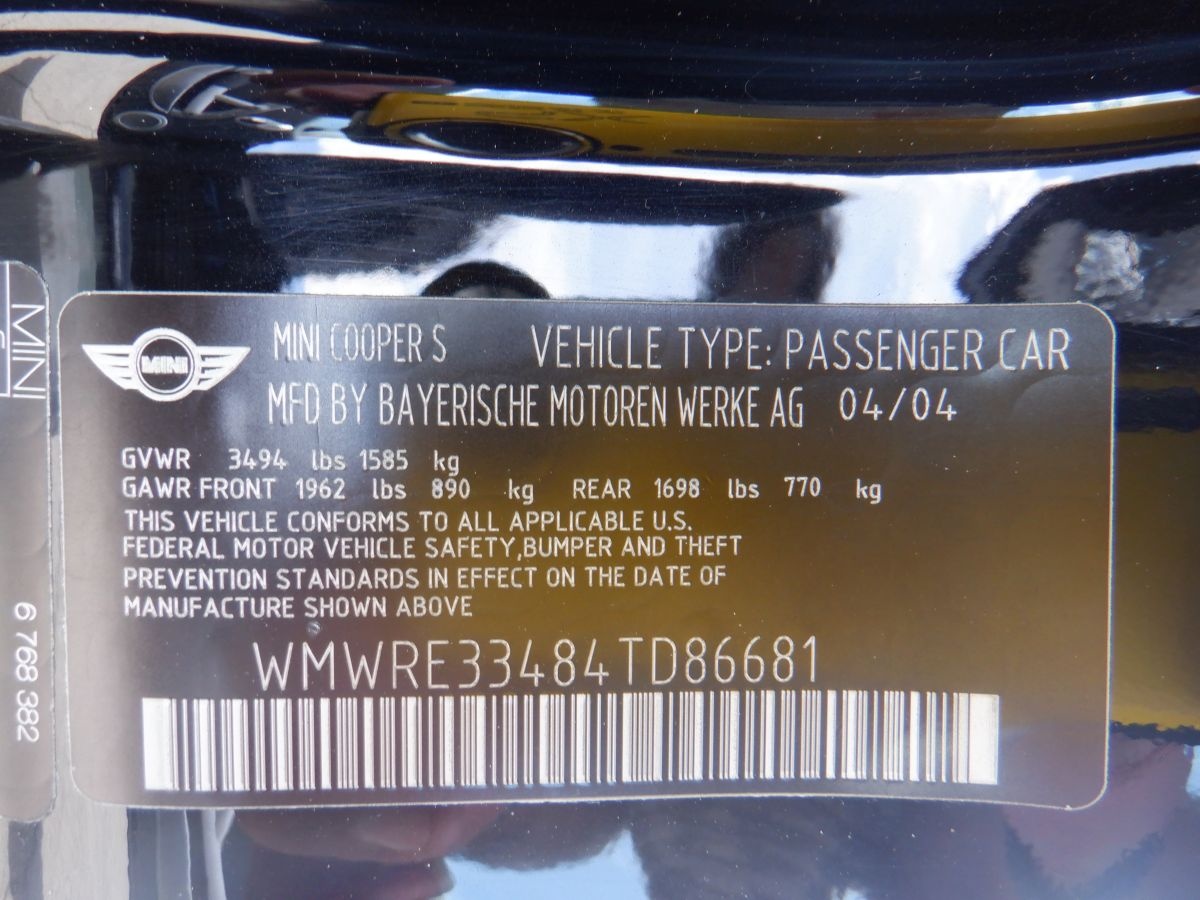 MINI
MINI COOPER S VEHICLE TYPE: PASSENGER CAR
MFD BY BAYERISCHE MOTOREN WERKE AG 04/04
GVWR 3494 lbs 1585 kg
GAWR FRONT 1962 lbs 890 kg REAR 1698 lbs 770 kg
THIS VEHICLE CONFORMS TO ALL APPLICABLE U.S.
FEDERAL MOTOR VEHICLE SAFETY,BUMPER AND THEFT
PREVENTION STANDARDS IN EFFECT ON THE DATE OF
MANUFACTURE SHOWN ABOVE
WMWRE33484TD86681
MINI
6 768 382